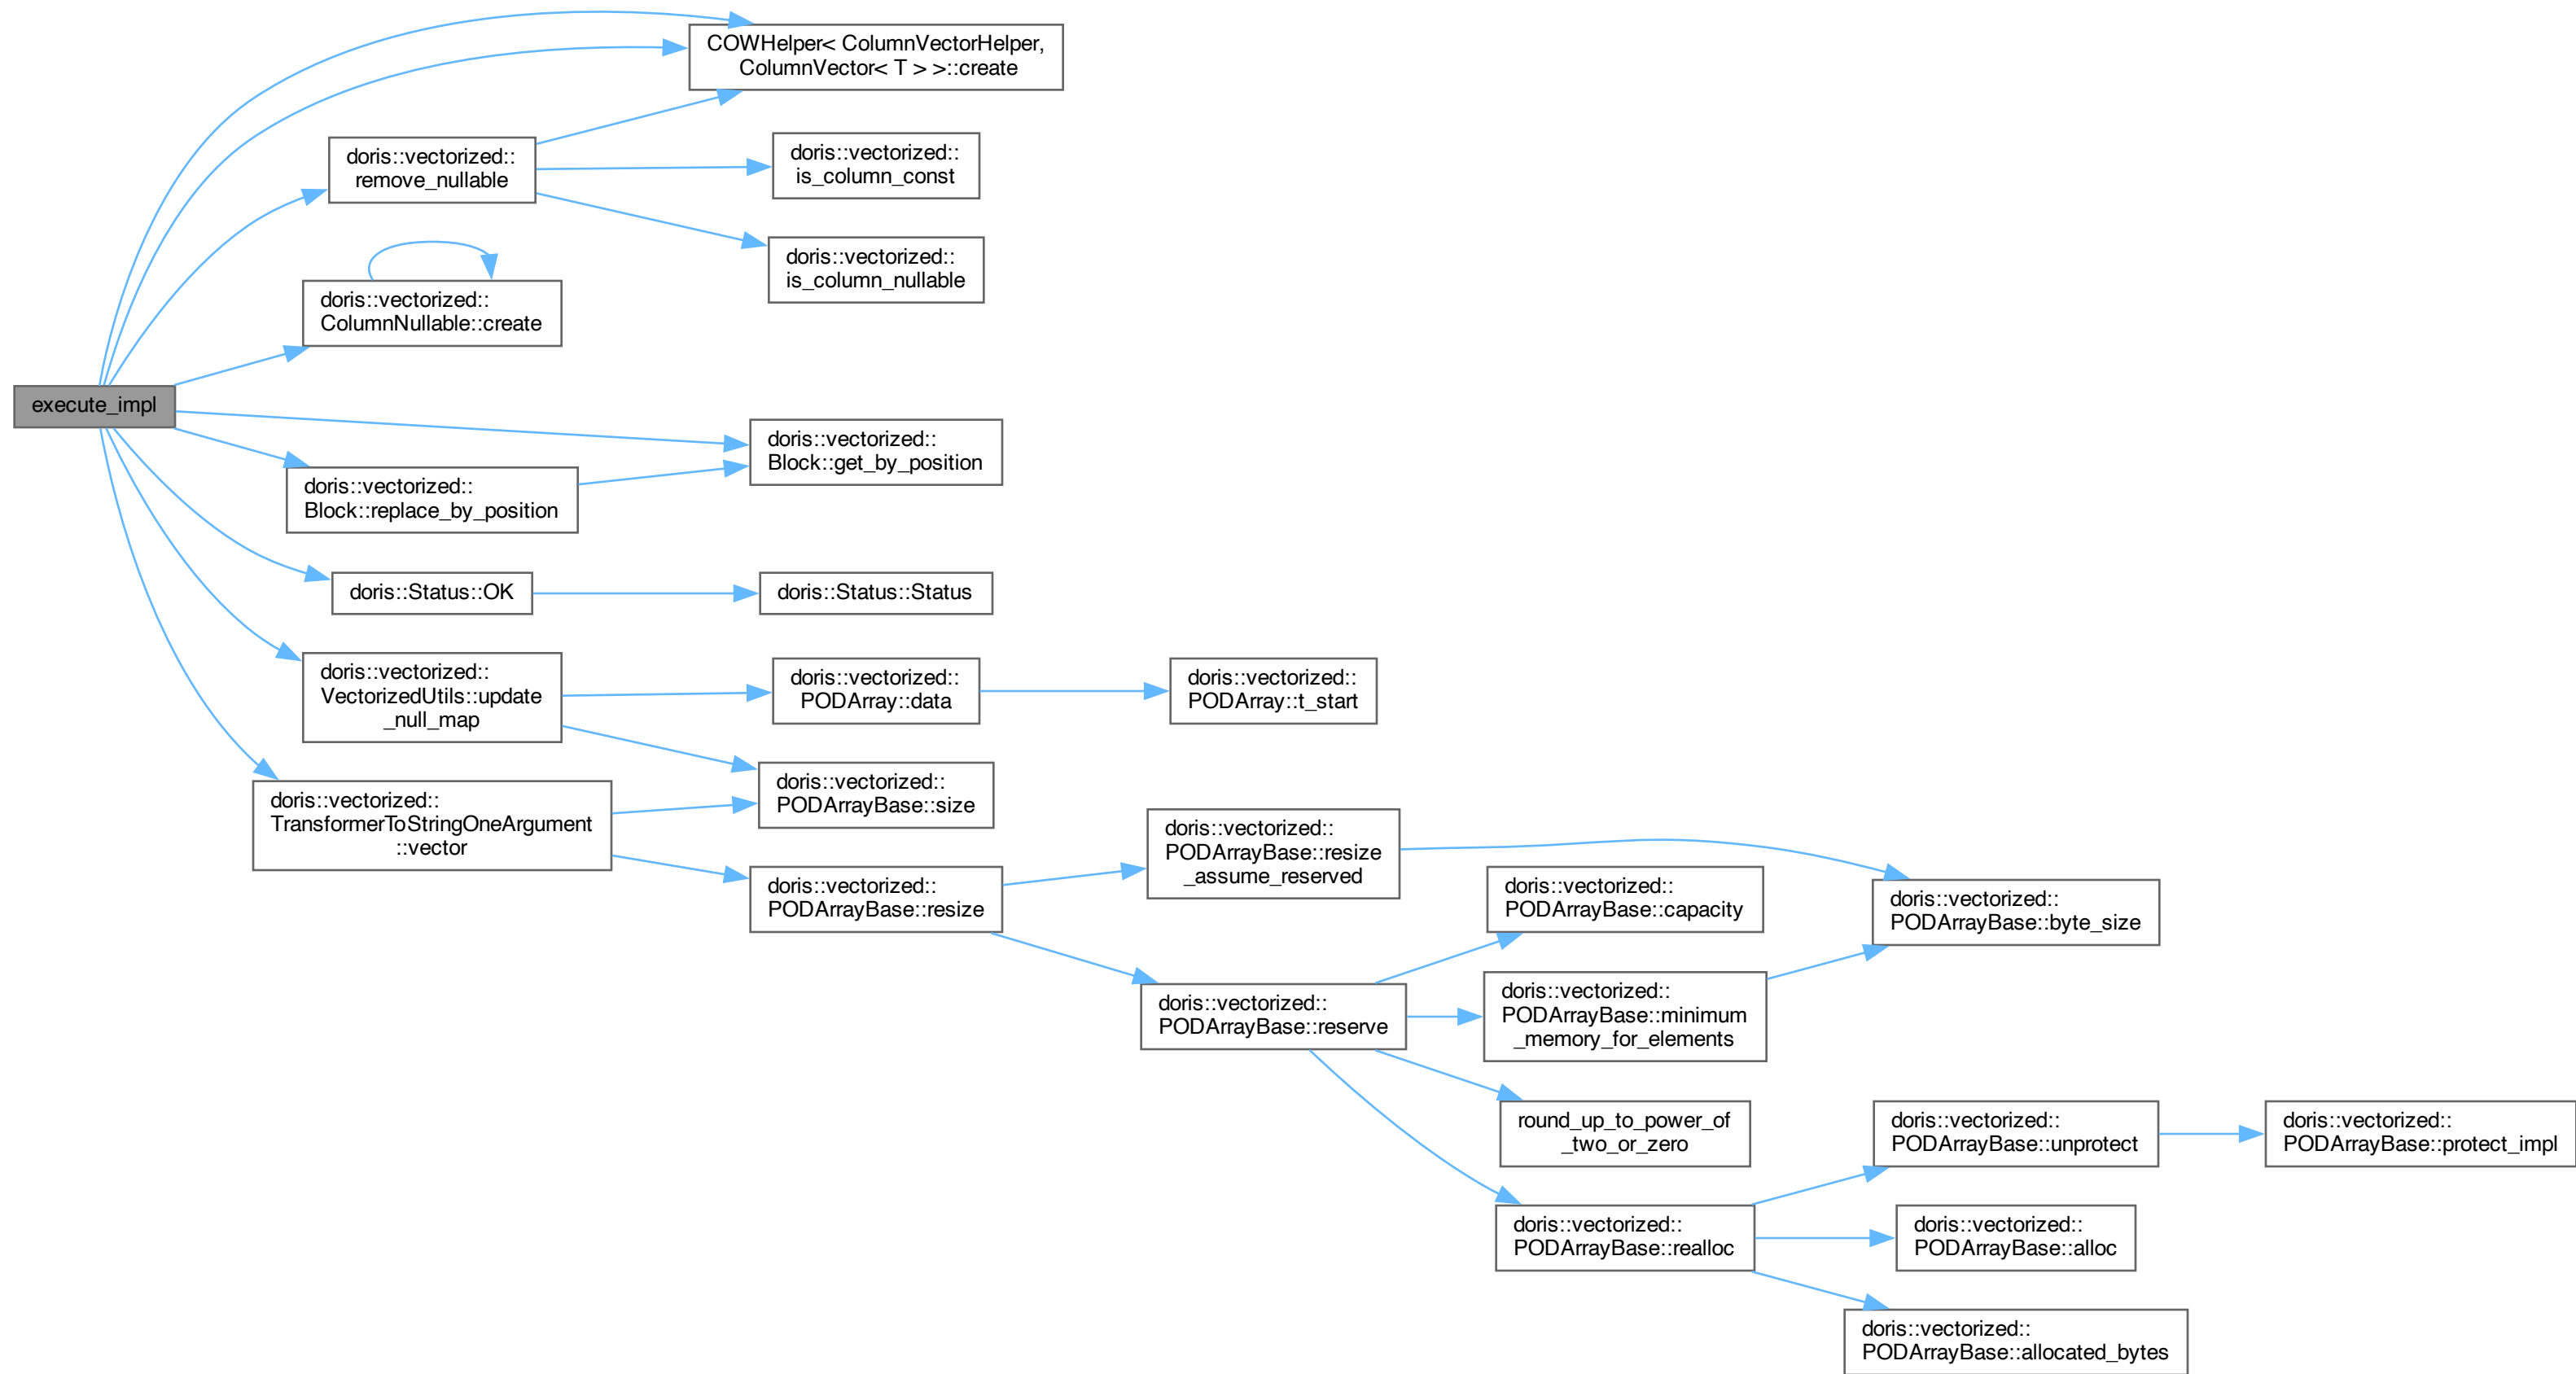 COWHelper< ColumnVectorHelper,
ColumnVector< T > >::create
doris::vectorized::
remove_nullable
doris::vectorized::
is_column_const
doris::vectorized::
is_column_nullable
doris::vectorized::
ColumnNullable::create
execute_impl
doris::vectorized::
Block::get_by_position
doris::vectorized::
Block::replace_by_position
doris::Status::OK
doris::Status::Status
doris::vectorized::
VectorizedUtils::update
_null_map
doris::vectorized::
PODArray::data
doris::vectorized::
PODArray::t_start
doris::vectorized::
PODArrayBase::size
doris::vectorized::
TransformerToStringOneArgument
::vector
doris::vectorized::
PODArrayBase::resize
doris::vectorized::
PODArrayBase::resize
_assume_reserved
doris::vectorized::
PODArrayBase::capacity
doris::vectorized::
PODArrayBase::byte_size
doris::vectorized::
PODArrayBase::reserve
doris::vectorized::
PODArrayBase::minimum
_memory_for_elements
round_up_to_power_of
_two_or_zero
doris::vectorized::
PODArrayBase::unprotect
doris::vectorized::
PODArrayBase::protect_impl
doris::vectorized::
PODArrayBase::realloc
doris::vectorized::
PODArrayBase::alloc
doris::vectorized::
PODArrayBase::allocated_bytes